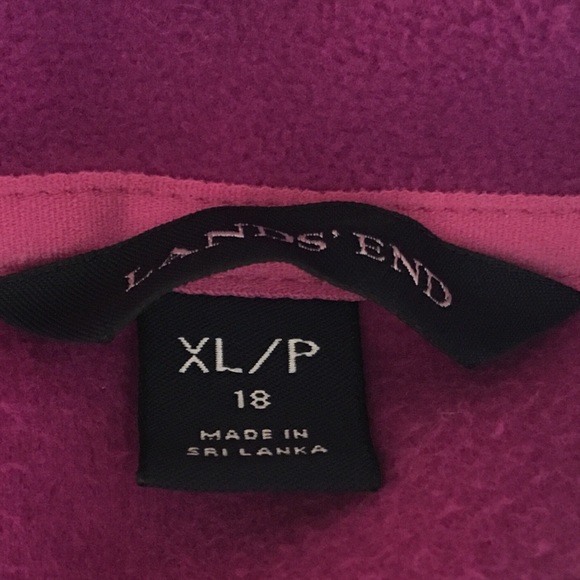 LANDS' END
XL/P
18
MADE IN
SRI LANKA